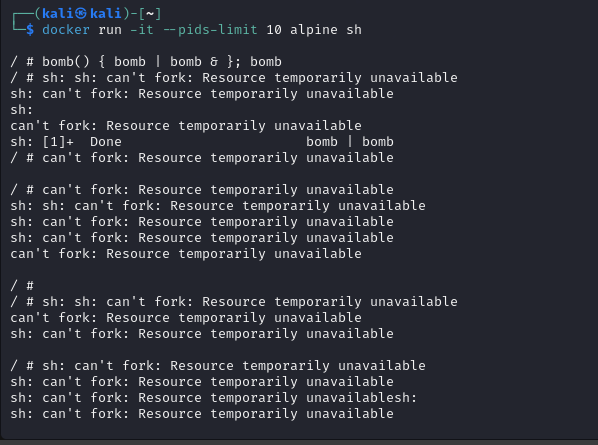 ┌──(kali㉿kali)-[~]
└─$ docker run -it --pids-limit 10 alpine sh
/ # bomb() { bomb | bomb & }; bomb
/ # sh: sh: can't fork: Resource temporarily unavailable
sh: can't fork: Resource temporarily unavailable
sh:
can't fork: Resource temporarily unavailable
sh: [1]+  Done                       bomb | bomb
/ # can't fork: Resource temporarily unavailable
/ # can't fork: Resource temporarily unavailable
sh: sh: can't fork: Resource temporarily unavailable
sh: can't fork: Resource temporarily unavailable
sh: can't fork: Resource temporarily unavailable
can't fork: Resource temporarily unavailable
/ #
/ # sh: sh: can't fork: Resource temporarily unavailable
can't fork: Resource temporarily unavailable
sh: can't fork: Resource temporarily unavailable
/ # sh: can't fork: Resource temporarily unavailable
sh: can't fork: Resource temporarily unavailable
sh: can't fork: Resource temporarily unavailablesh:
sh: can't fork: Resource temporarily unavailable